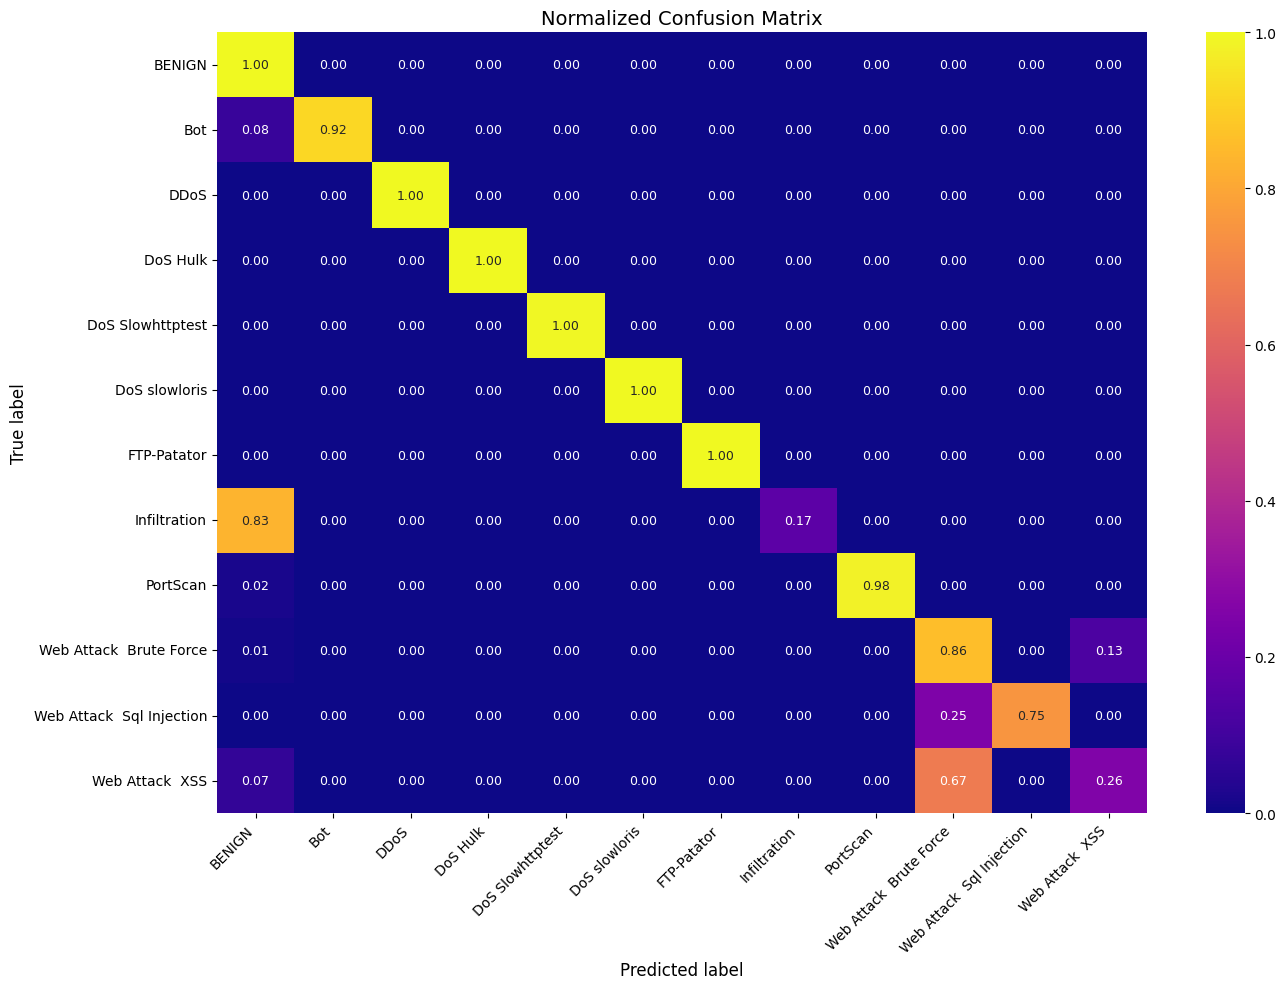 Normalized Confusion Matrix
True label
BENIGN 1.00 0.00 0.00 0.00 0.00 0.00 0.00 0.00 0.00 0.00 0.00 0.00
Bot 0.08 0.92 0.00 0.00 0.00 0.00 0.00 0.00 0.00 0.00 0.00 0.00
DDoS 0.00 0.00 1.00 0.00 0.00 0.00 0.00 0.00 0.00 0.00 0.00 0.00
DoS Hulk 0.00 0.00 0.00 1.00 0.00 0.00 0.00 0.00 0.00 0.00 0.00 0.00
DoS Slowhttptest 0.00 0.00 0.00 0.00 1.00 0.00 0.00 0.00 0.00 0.00 0.00 0.00
DoS slowloris 0.00 0.00 0.00 0.00 0.00 1.00 0.00 0.00 0.00 0.00 0.00 0.00
FTP-Patator 0.00 0.00 0.00 0.00 0.00 0.00 1.00 0.00 0.00 0.00 0.00 0.00
Infiltration 0.83 0.00 0.00 0.00 0.00 0.00 0.00 0.17 0.00 0.00 0.00 0.00
PortScan 0.02 0.00 0.00 0.00 0.00 0.00 0.00 0.00 0.98 0.00 0.00 0.00
Web Attack  Brute Force 0.01 0.00 0.00 0.00 0.00 0.00 0.00 0.00 0.00 0.86 0.00 0.13
Web Attack  Sql Injection 0.00 0.00 0.00 0.00 0.00 0.00 0.00 0.00 0.00 0.25 0.75 0.00
Web Attack  XSS 0.07 0.00 0.00 0.00 0.00 0.00 0.00 0.00 0.00 0.67 0.00 0.26
BENIGN
Bot
DDoS
DoS Hulk
DoS Slowhttptest
DoS slowloris
FTP-Patator
Infiltration
PortScan
Web Attack  Brute Force
Web Attack  Sql Injection
Web Attack  XSS
Predicted label
1.0
0.8
0.6
0.4
0.2
0.0